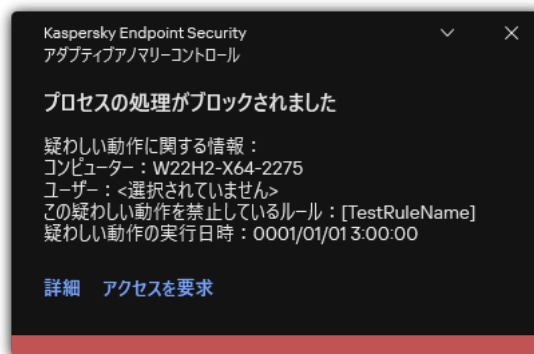 Kaspersky Endpoint Security
アダプティブアノマリーコントロール
プロセスの処理がブロックされました
疑わしい動作に関する情報：
コンピューター：W22H2-X64-2275
ユーザー：<選択されていません>
この疑わしい動作を禁止しているルール：[TestRuleName]
疑わしい動作の実行日時：0001/01/01 3:00:00
詳細 アクセスを要求